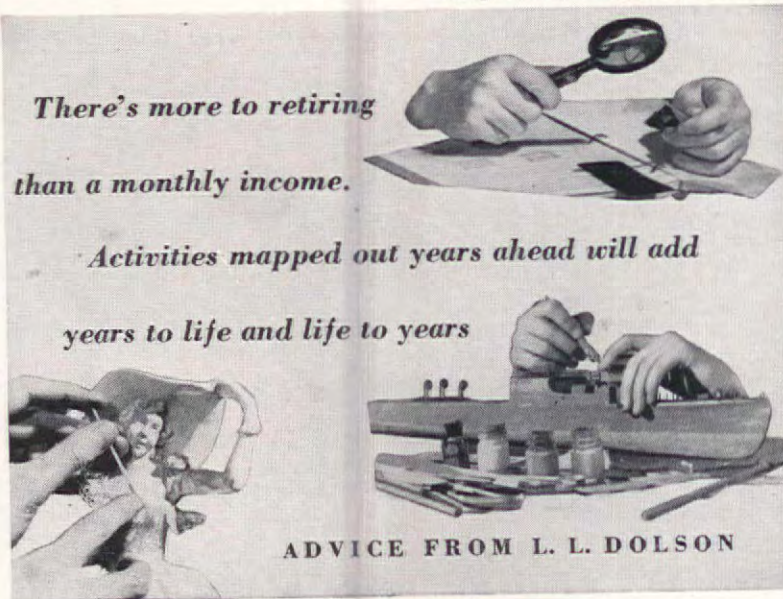 There's more to retiring
than a monthly income.
Activities mapped out years ahead will add
years to life and life to years
ADVICE FROM L. L. DOLSON